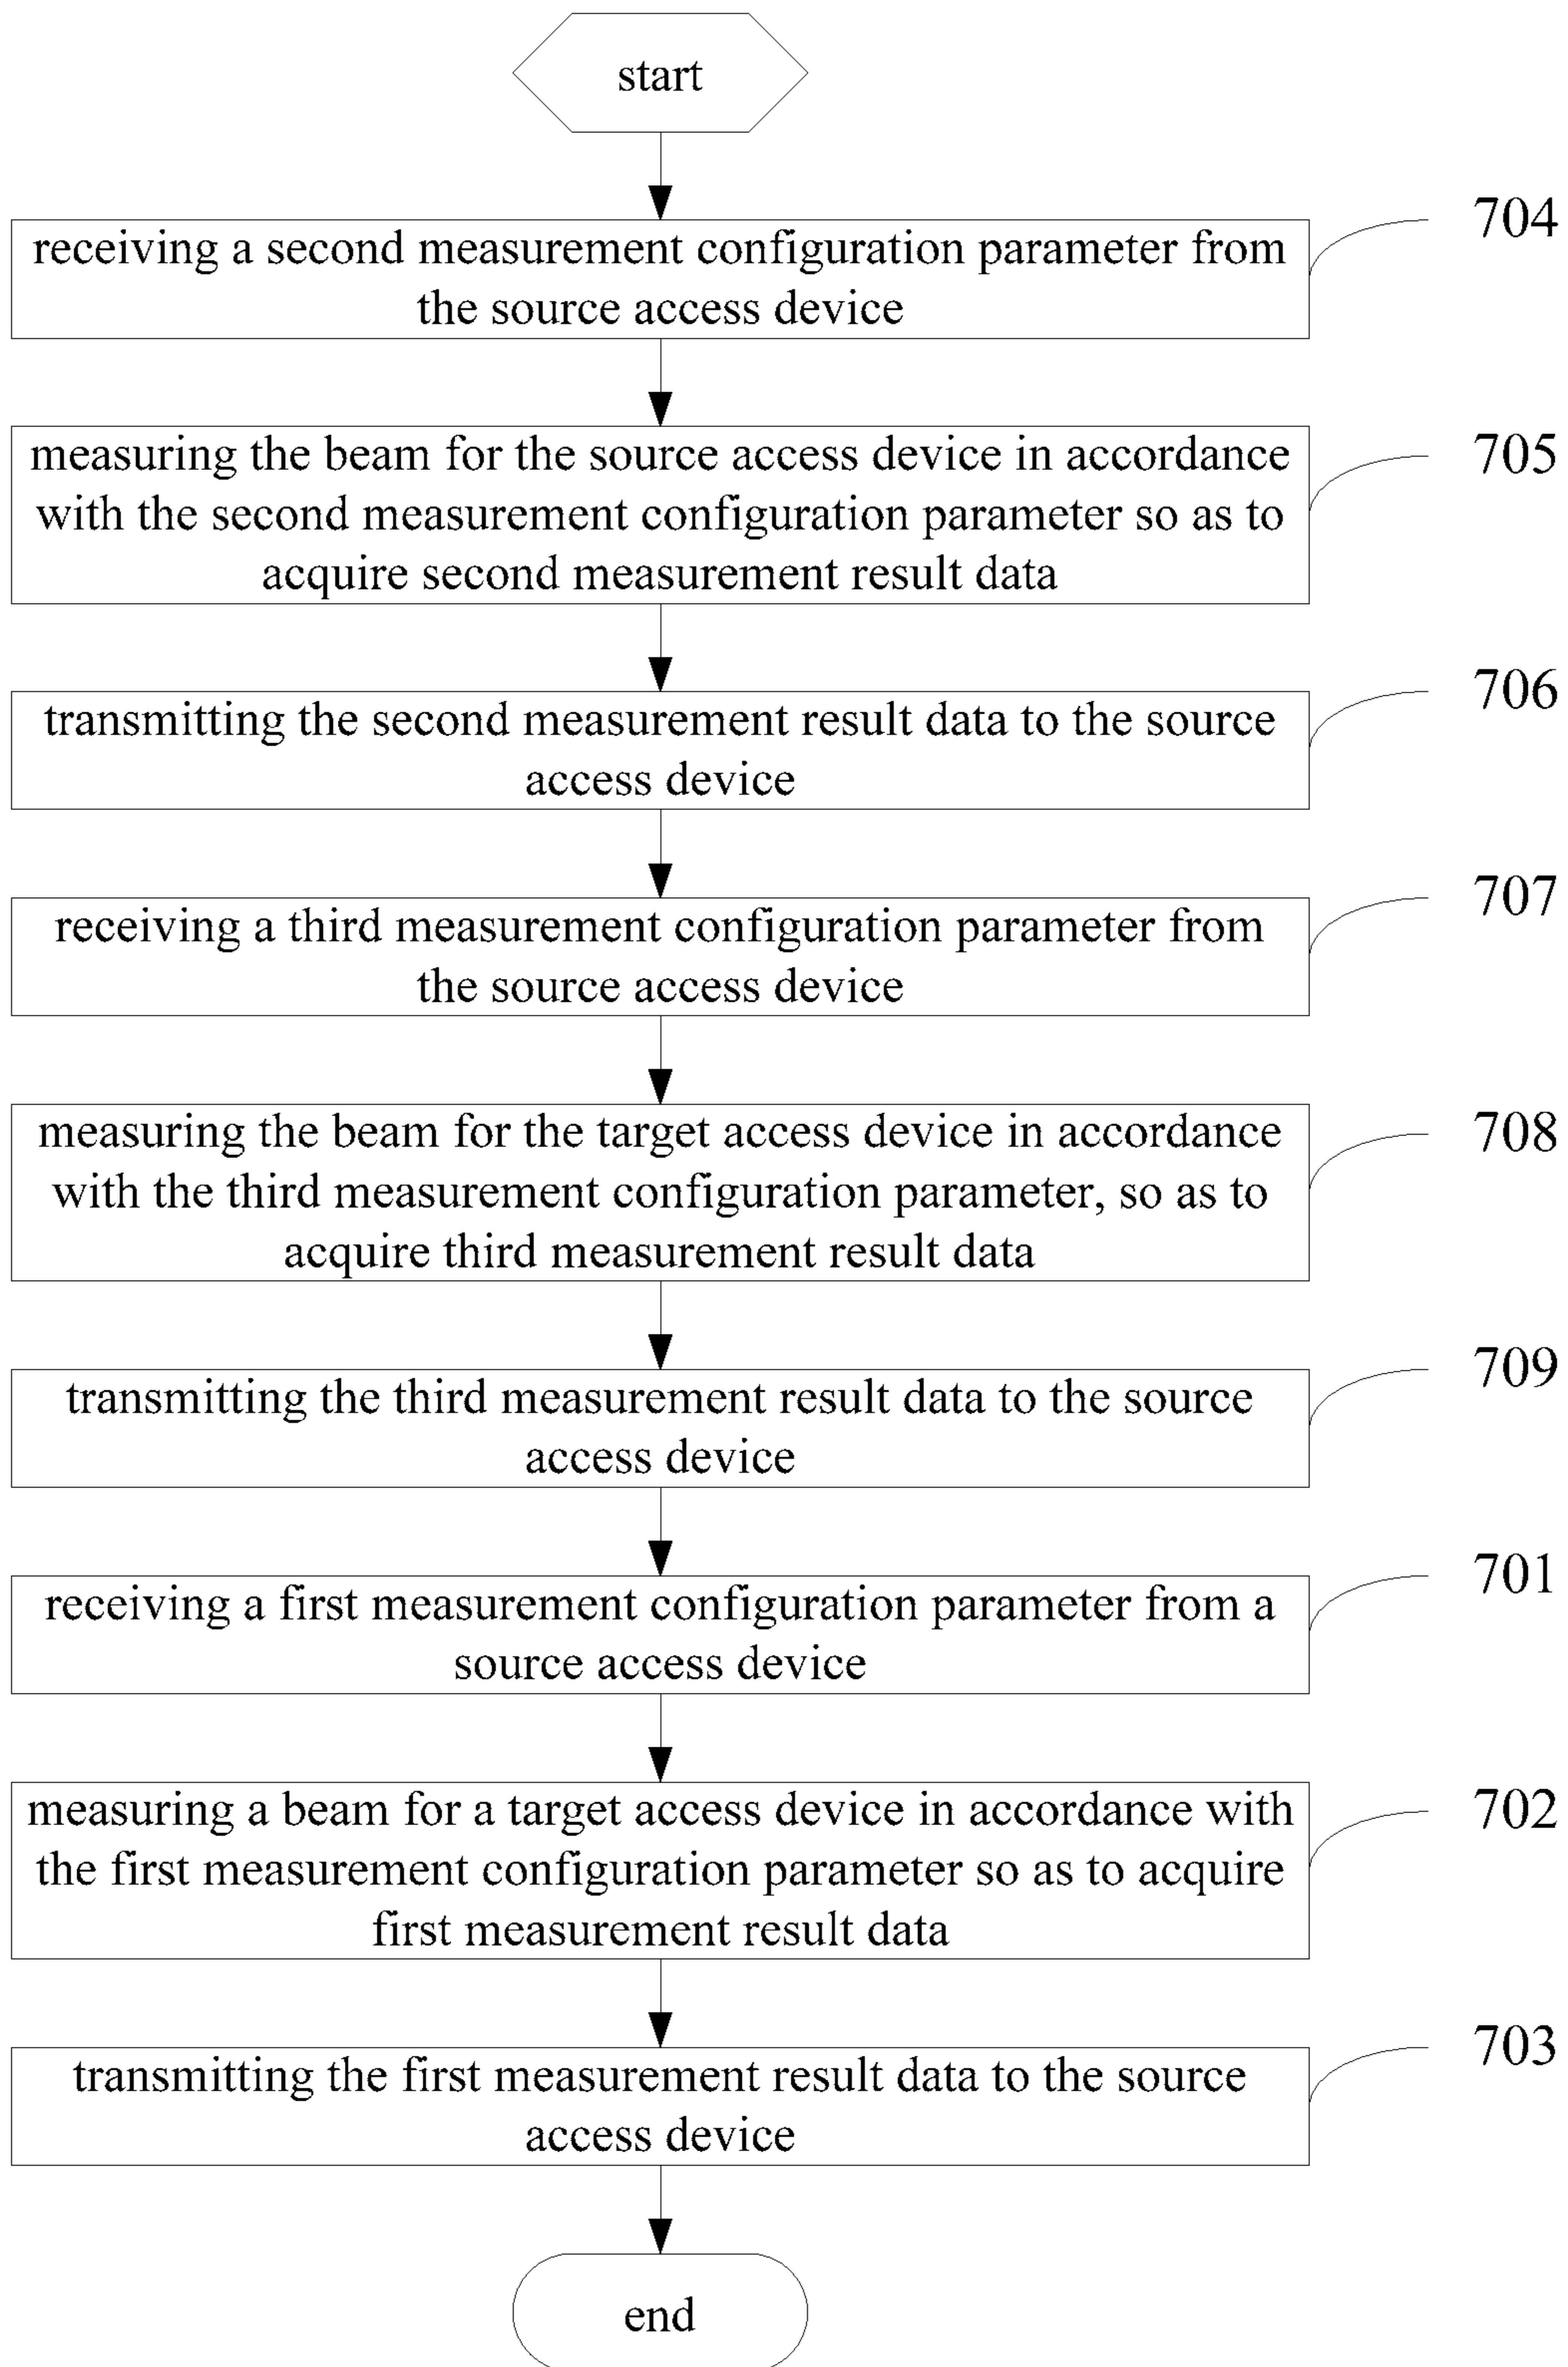 start
704
receiving a second measurement configuration parameter from
the source access device
705
measuring the beam for the source access device in accordance
with the second measurement configuration parameter so as to
acquire second measurement result data
706
transmitting the second measurement result data to the source
access device
707
receiving a third measurement configuration parameter from
the source access device
708
measuring the beam for the target access device in accordance
with the third measurement configuration parameter, so as to
acquire third measurement result data
709
transmitting the third measurement result data to the source
access device
701
receiving a first measurement configuration parameter from a
source access device
702
measuring a beam for a target access device in accordance with
the first measurement configuration parameter so as to acquire
first measurement result data
703
transmitting the first measurement result data to the source
access device
end